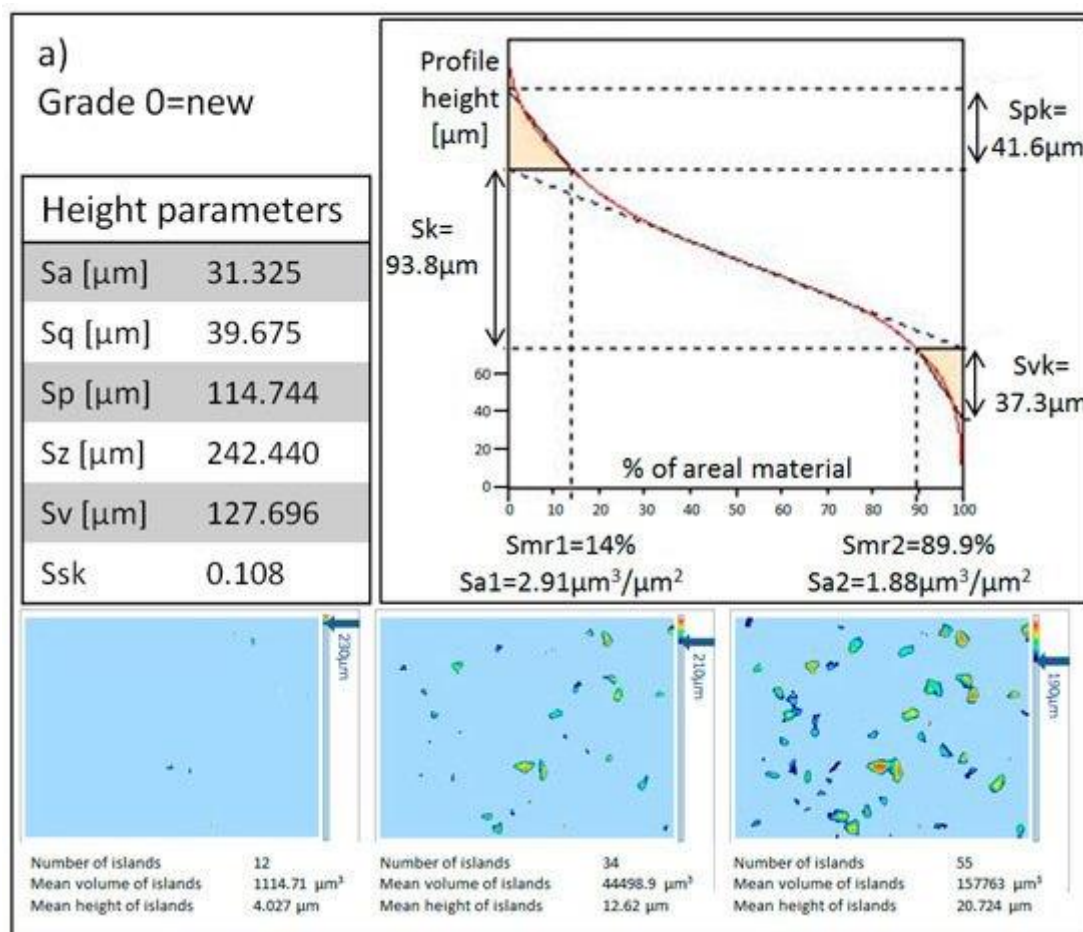 a)
Grade 0=new
Height parameters
Sa [µm] 31.325
Sq [µm] 39.675
Sp [µm] 114.744
Sz [µm] 242.440
Sv [µm] 127.696
Ssk 0.108
Profile
height
[µm]
Spk=
41.6µm
Sk=
93.8µm
Svk=
37.3µm
60
40
20
0
% of areal material
0 10 20 30 40 50 60 70 80 90 100
Smr1=14% Smr2=89.9%
Sa1=2.91µm³/µm² Sa2=1.88µm³/µm²
230µm
210µm
190µm
Number of islands 12
Mean volume of islands 1114.71 µm³
Mean height of islands 4.027 µm
Number of islands 34
Mean volume of islands 44498.9 µm³
Mean height of islands 12.62 µm
Number of islands 55
Mean volume of islands 157763 µm³
Mean height of islands 20.724 µm